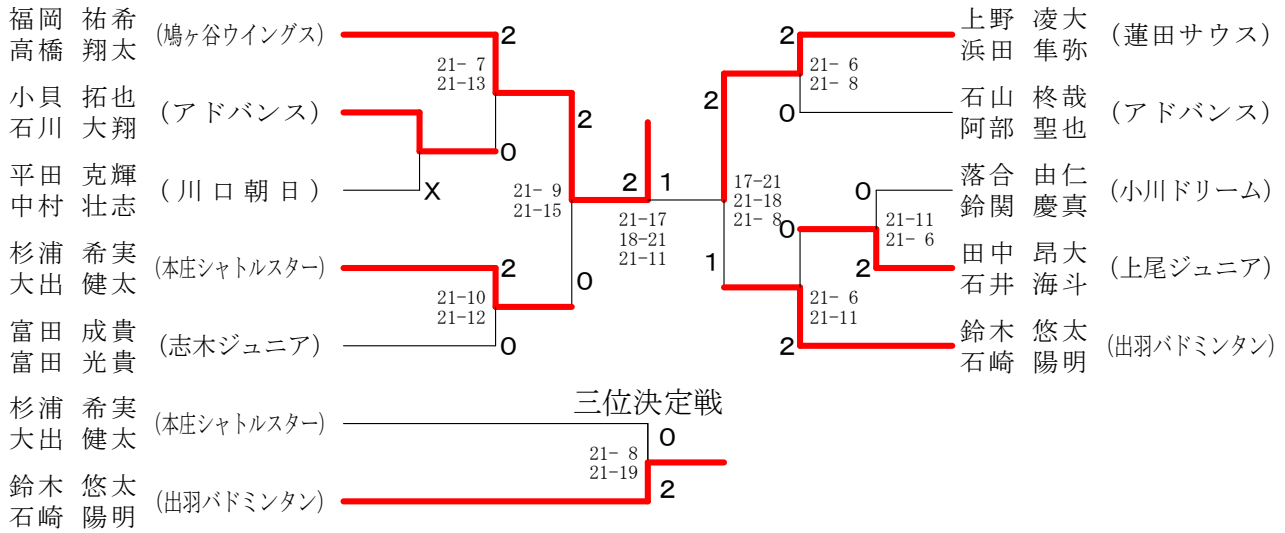 福岡 祐希
高橋 翔太
(鳩ヶ谷ウイングス)
2
21- 7
21-13
小貝 拓也
石川 大翔
(アドバンス)
0
平田 克輝
中村 壮志
(川口朝日)
X
2
21- 9
21-15
0
杉浦 希実
大出 健太
(本庄シャトルスター)
2
21-10
21-12
富田 成貴
富田 光貴
(志木ジュニア)
0
2 1
21-17
18-21
21-11
上野 凌大
浜田 隼弥
(蓮田サウス)
2
21- 6
21- 8
石山 柊哉
阿部 聖也
(アドバンス)
0
2
17-21
21-18
21- 8
1
落合 由仁
鈴関 慶真
(小川ドリーム)
0
21-11
21- 6
田中 昂大
石井 海斗
(上尾ジュニア)
2
0
21- 6
21-11
鈴木 悠太
石崎 陽明
(出羽バドミンタン)
2
三位決定戦
杉浦 希実
大出 健太
(本庄シャトルスター)
0
21- 8
21-19
鈴木 悠太
石崎 陽明
(出羽バドミンタン)
2